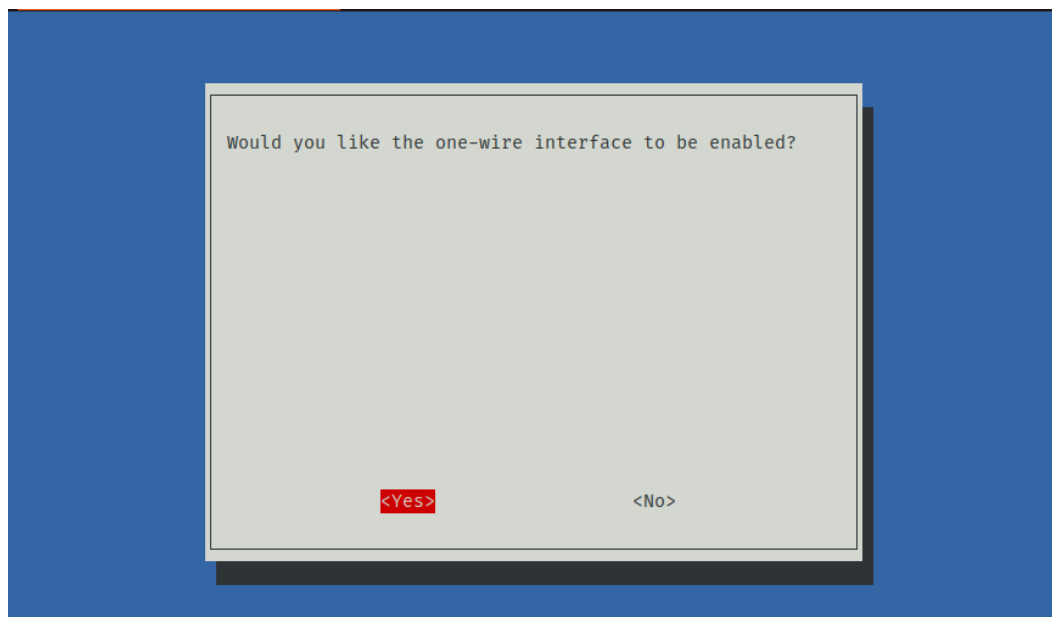 Would you like the one-wire interface to be enabled?
<Yes> <No>